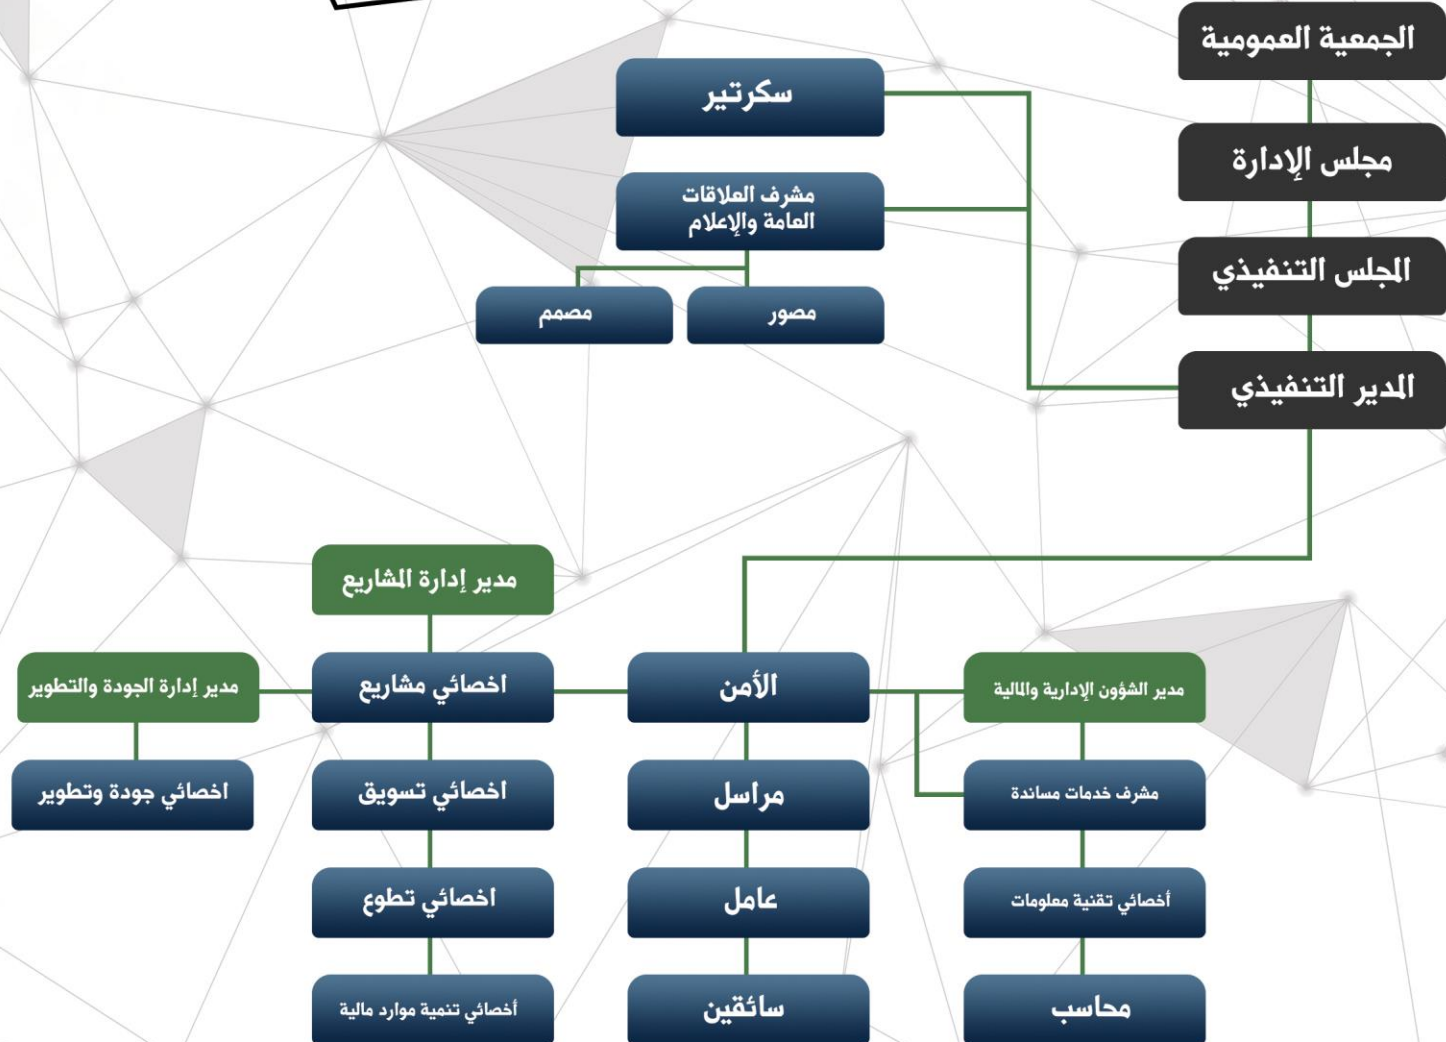 الجمعية العمومية
مجلس الإدارة
المجلس التنفيذي
المدير التنفيذي
سكرتير
مشرف العلاقات
العامة والإعلام
مصور
مصمم
مدير إدارة المشاريع
مدير الشؤون الإدارية والمالية
الأمن
اخصائي مشاريع
مدير إدارة الجودة والتطوير
مشرف خدمات مساندة
مراسل
اخصائي تسويق
اخصائي جودة وتطوير
أخصائي تقنية معلومات
عامل
اخصائي تطوع
محاسب
سائقين
أخصائي تنمية موارد مالية